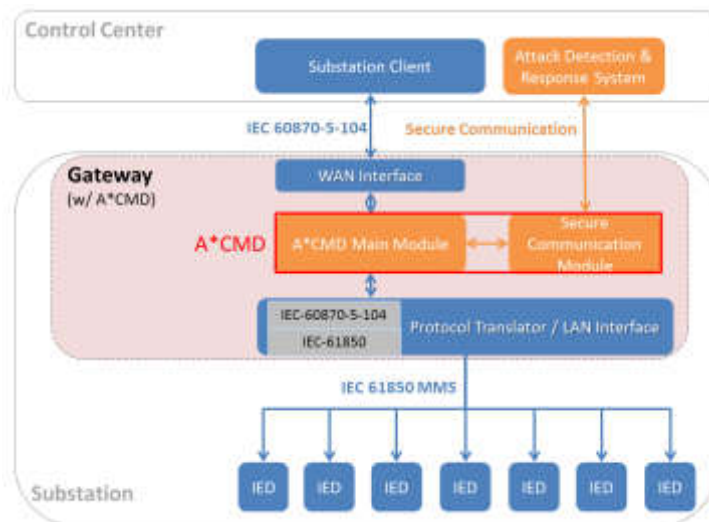 Control Center
Substation Client
Attack Detection &
Response System
IEC 60870-5-104
Secure Communication
Gateway
(w/ A*CMD)
WAN Interface
A*CMD
A*CMD Main Module
Secure
Communication
Module
IEC-60870-5-104
IEC-61850
Protocol Translator / LAN Interface
IEC 61850 MMS
IED
IED
IED
IED
IED
IED
IED
Substation